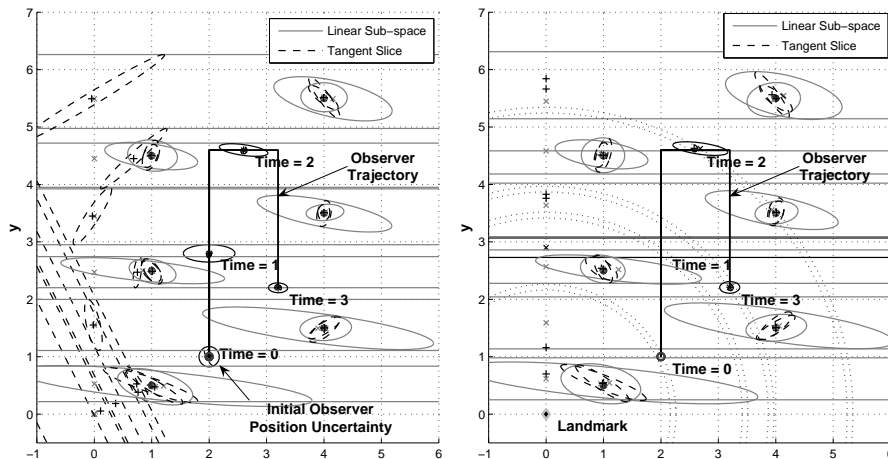 7
6
5
4
3
2
1
0
y
-1
0
1
2
3
4
5
6
Linear Sub-space
Tangent Slice
Time = 2
Observer
Trajectory
Time = 1
Time = 3
Time = 0
Initial Observer
Position Uncertainty
7
6
5
4
3
2
1
0
y
-1
0
1
2
3
4
5
6
Linear Sub-space
Tangent Slice
Time = 2
Observer
Trajectory
Time = 1
Time = 3
Time = 0
Landmark